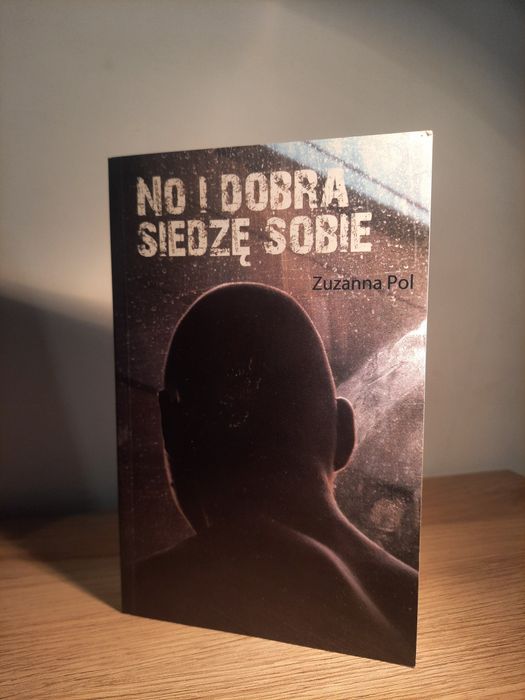 NO I DOBRA
SIEDZĘ SOBIE
Zuzanna Pol